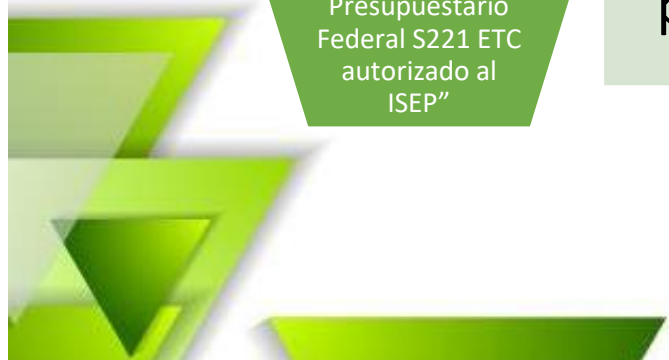 Presupuestario
Federal S221 ETC
autorizado al
ISEP”